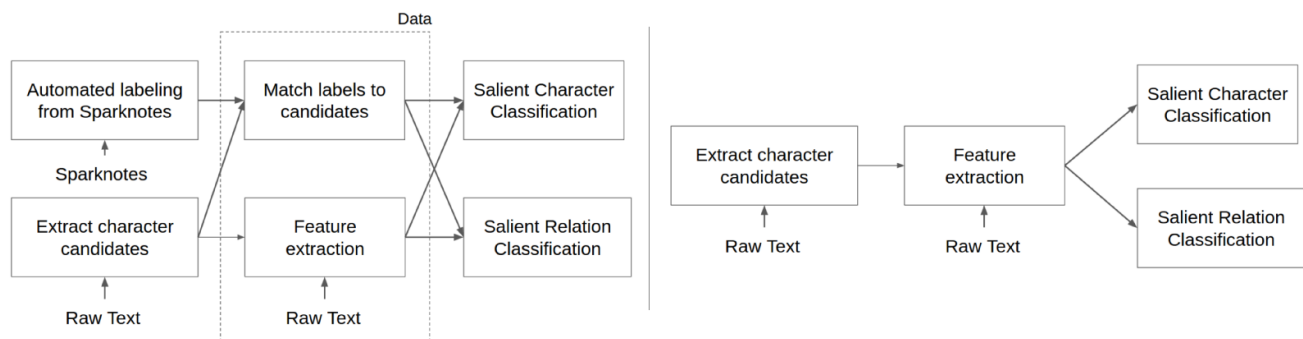 Data
Automated labeling
from Sparknotes
Match labels to
candidates
Salient Character
Classification
Sparknotes
Extract character
candidates
Feature
extraction
Salient Relation
Classification
Raw Text
Raw Text
Extract character
candidates
Feature
extraction
Salient Character
Classification
Salient Relation
Classification
Raw Text
Raw Text